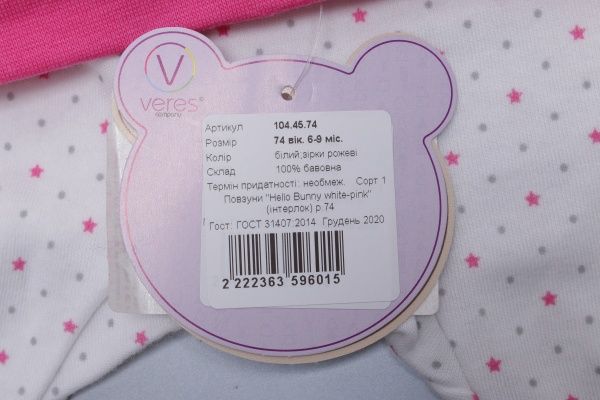 V
veres®
company
Артикул 104.45.74
Розмір 74 вік. 6-9 міс.
Колір білий;зірки рожеві
Склад 100% бавовна
Термін придатності: необмеж. Сорт 1
Повзуни "Hello Bunny white-pink"
(інтерлок) р.74
Гост: ГОСТ 31407:2014 Грудень 2020
2 222363 596015